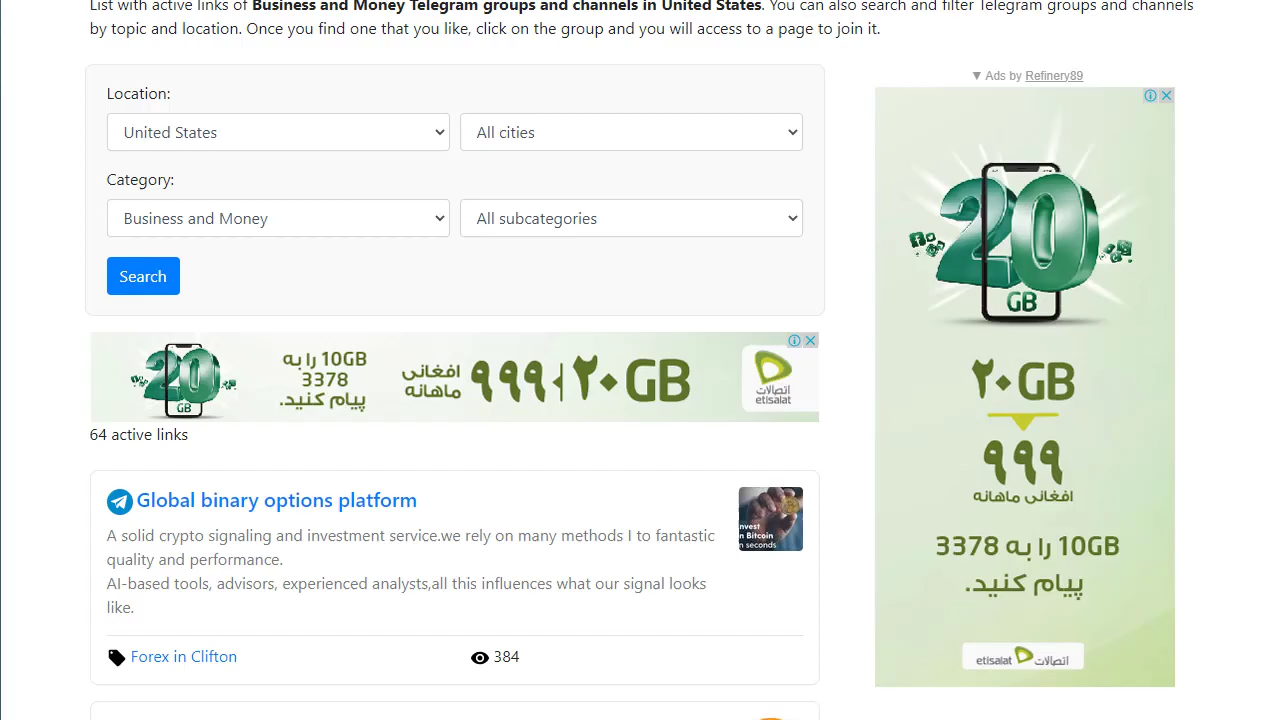 List with active links of Business and Money Telegram groups and channels in United States. You can also search and filter Telegram groups and channels
by topic and location. Once you find one that you like, click on the group and you will access to a page to join it.
Location:
United States
All cities
Category:
Business and Money
All subcategories
Search
20
GB
10GB را به
3378
پیام کنید.
افغانی
ماهانه
۹۹۹
۲۰GB
اتصالات
etisalat
64 active links
Global binary options platform
A solid crypto signaling and investment service.we rely on many methods I to fantastic
quality and performance.
AI-based tools, advisors, experienced analysts,all this influences what our signal looks
like.
nvest
n Bitcoin
n seconds
Forex in Clifton
384
▼ Ads by Refinery89
20
GB
۲۰GB
۹۹۹
افغانی ماهانه
10GB را به 3378
پیام کنید.
etisalat اتصالات